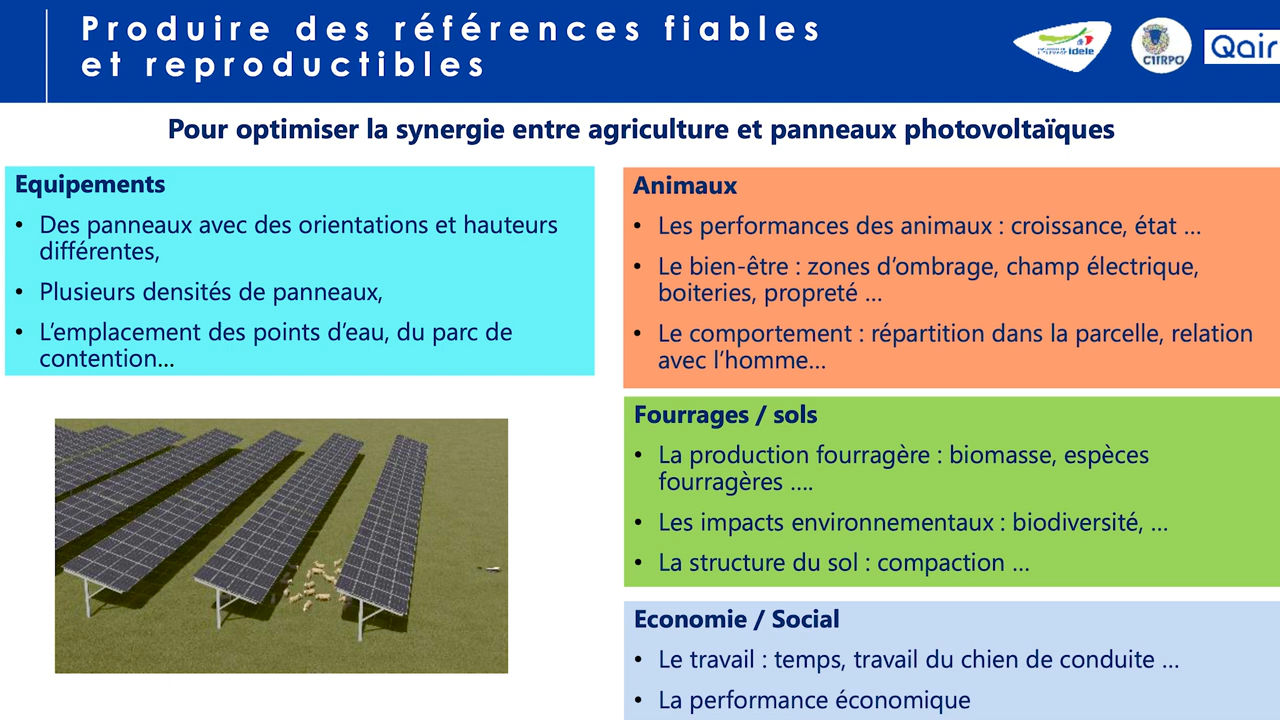 Produire des références fiables
et reproductibles
idele
CIIRPO
Qair
Pour optimiser la synergie entre agriculture et panneaux photovoltaïques
Equipements
• Des panneaux avec des orientations et hauteurs
différentes,
• Plusieurs densités de panneaux,
• L’emplacement des points d’eau, du parc de
contention…
Animaux
• Les performances des animaux : croissance, état …
• Le bien-être : zones d’ombrage, champ électrique,
boiteries, propreté …
• Le comportement : répartition dans la parcelle, relation
avec l’homme…
Fourrages / sols
• La production fourragère : biomasse, espèces
fourragères ….
• Les impacts environnementaux : biodiversité, …
• La structure du sol : compaction …
Economie / Social
• Le travail : temps, travail du chien de conduite …
• La performance économique